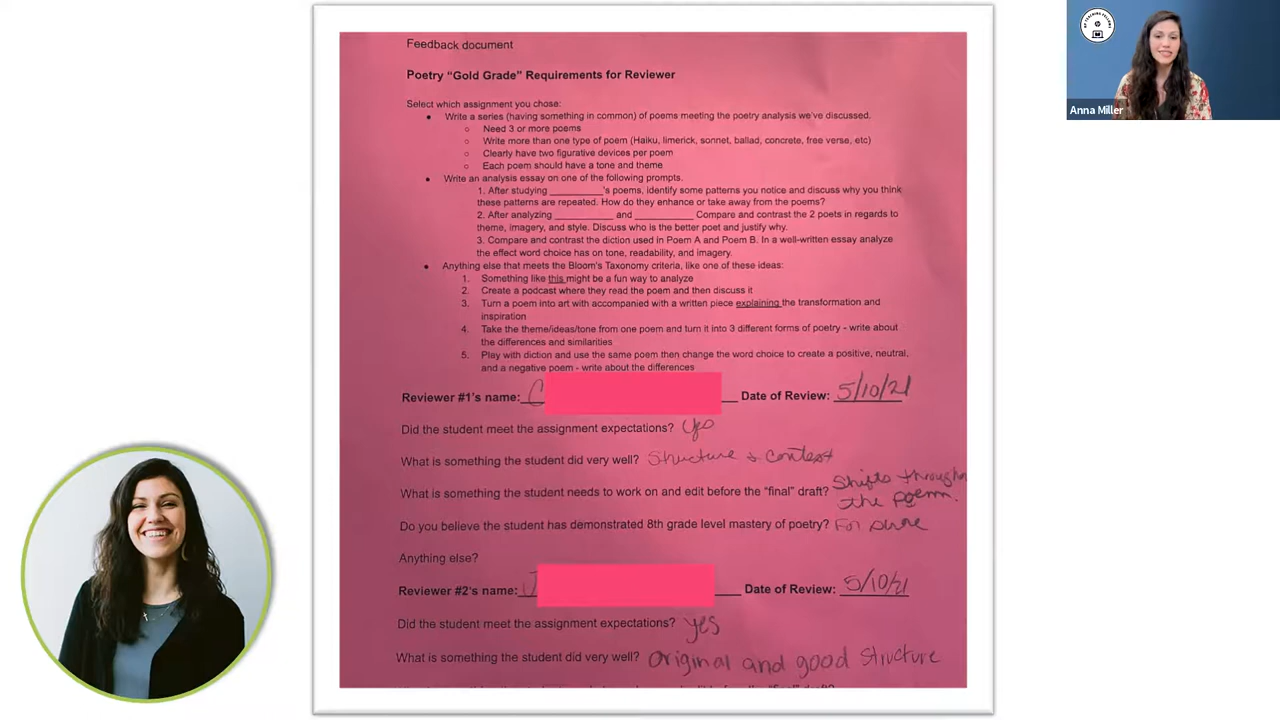 Feedback document
Poetry “Gold Grade” Requirements for Reviewer
Select which assignment you chose:
Write a series (having something in common) of poems meeting the poetry analysis we've discussed.
Need 3 or more poems
Write more than one type of poem (Haiku, limerick, sonnet, ballad, concrete, free verse, etc)
Clearly have two figurative devices per poem
Each poem should have a tone and theme
Write an analysis essay on one of the following prompts.
1. After studying __________'s poems, identify some patterns you notice and discuss why you think
these patterns are repeated. How do they enhance or take away from the poems?
2. After analyzing ___________ and ___________ Compare and contrast the 2 poets in regards to
theme, imagery, and style. Discuss who is the better poet and justify why.
3. Compare and contrast the diction used in Poem A and Poem B. In a well-written essay analyze
the effect word choice has on tone, readability, and imagery.
Anything else that meets the Bloom's Taxonomy criteria, like one of these ideas:
1. Something like this might be a fun way to analyze
2. Create a podcast where they read the poem and then discuss it
3. Turn a poem into art with accompanied with a written piece explaining the transformation and
inspiration
4. Take the theme/ideas/tone from one poem and turn it into 3 different forms of poetry - write about
the differences and similarities
5. Play with diction and use the same poem then change the word choice to create a positive, neutral,
and a negative poem - write about the differences
Reviewer #1's name: C Date of Review: 5/10/21
Did the student meet the assignment expectations? yes
What is something the student did very well? Structure & context
What is something the student needs to work on and edit before the “final” draft? Shifts
the poem.
Do you believe the student has demonstrated 8th grade level mastery of poetry? For sure
Anything else?
Reviewer #2's name: J Date of Review: 5/10/21
Did the student meet the assignment expectations? yes
What is something the student did very well? original and good structure
Anna Miller